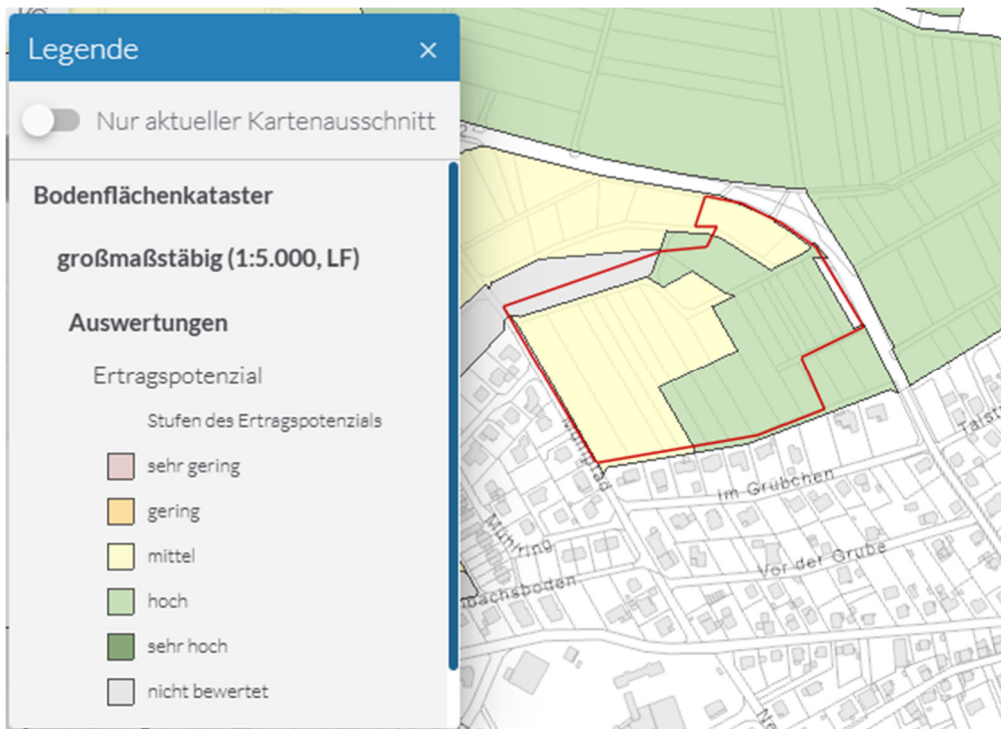 Legende ×
Nur aktueller Kartenausschnitt
Bodenflächenkataster
großmaßstäbig (1:5.000, LF)
Auswertungen
Ertragspotenzial
Stufen des Ertragspotenzials
sehr gering
gering
mittel
hoch
sehr hoch
nicht bewertet
Im Grübchen
Mühlring
Vor der Grube